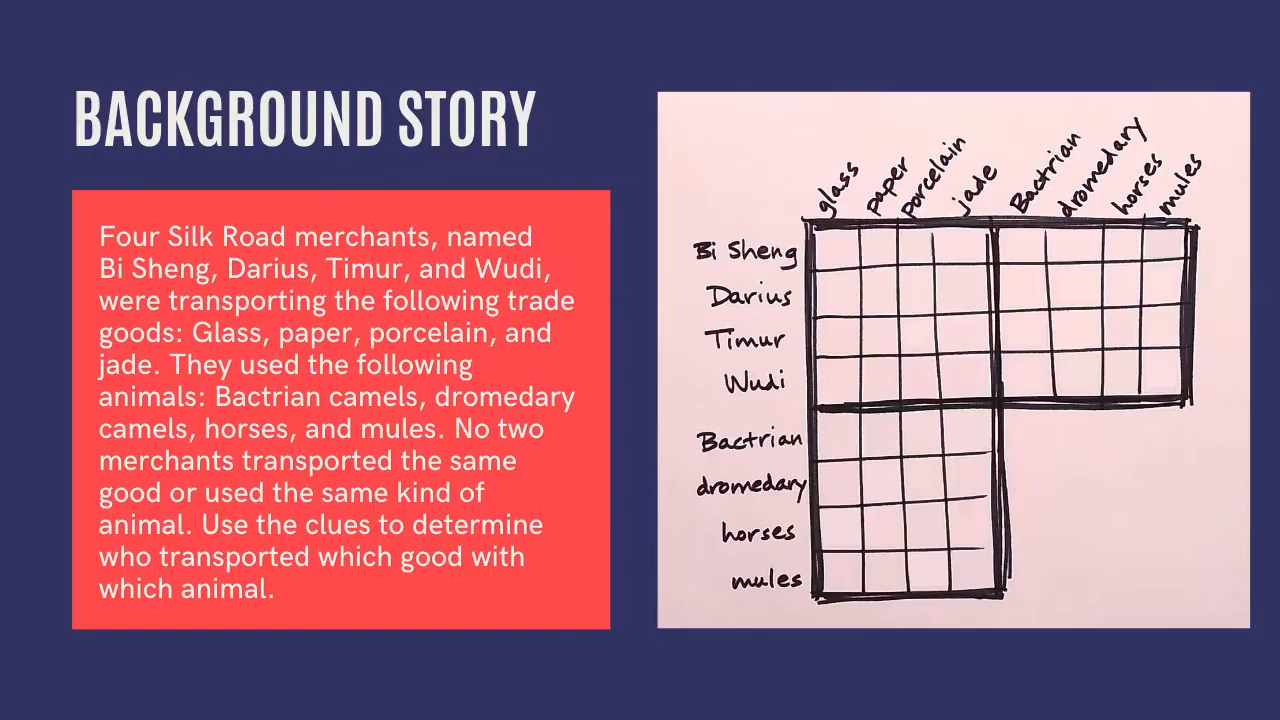 BACKGROUND STORY
Four Silk Road merchants, named
Bi Sheng, Darius, Timur, and Wudi,
were transporting the following trade
goods: Glass, paper, porcelain, and
jade. They used the following
animals: Bactrian camels, dromedary
camels, horses, and mules. No two
merchants transported the same
good or used the same kind of
animal. Use the clues to determine
who transported which good with
which animal.
glass paper porcelain jade Bactrian dromedary horses mules
Bi Sheng
Darius
Timur
Wudi
Bactrian
dromedary
horses
mules